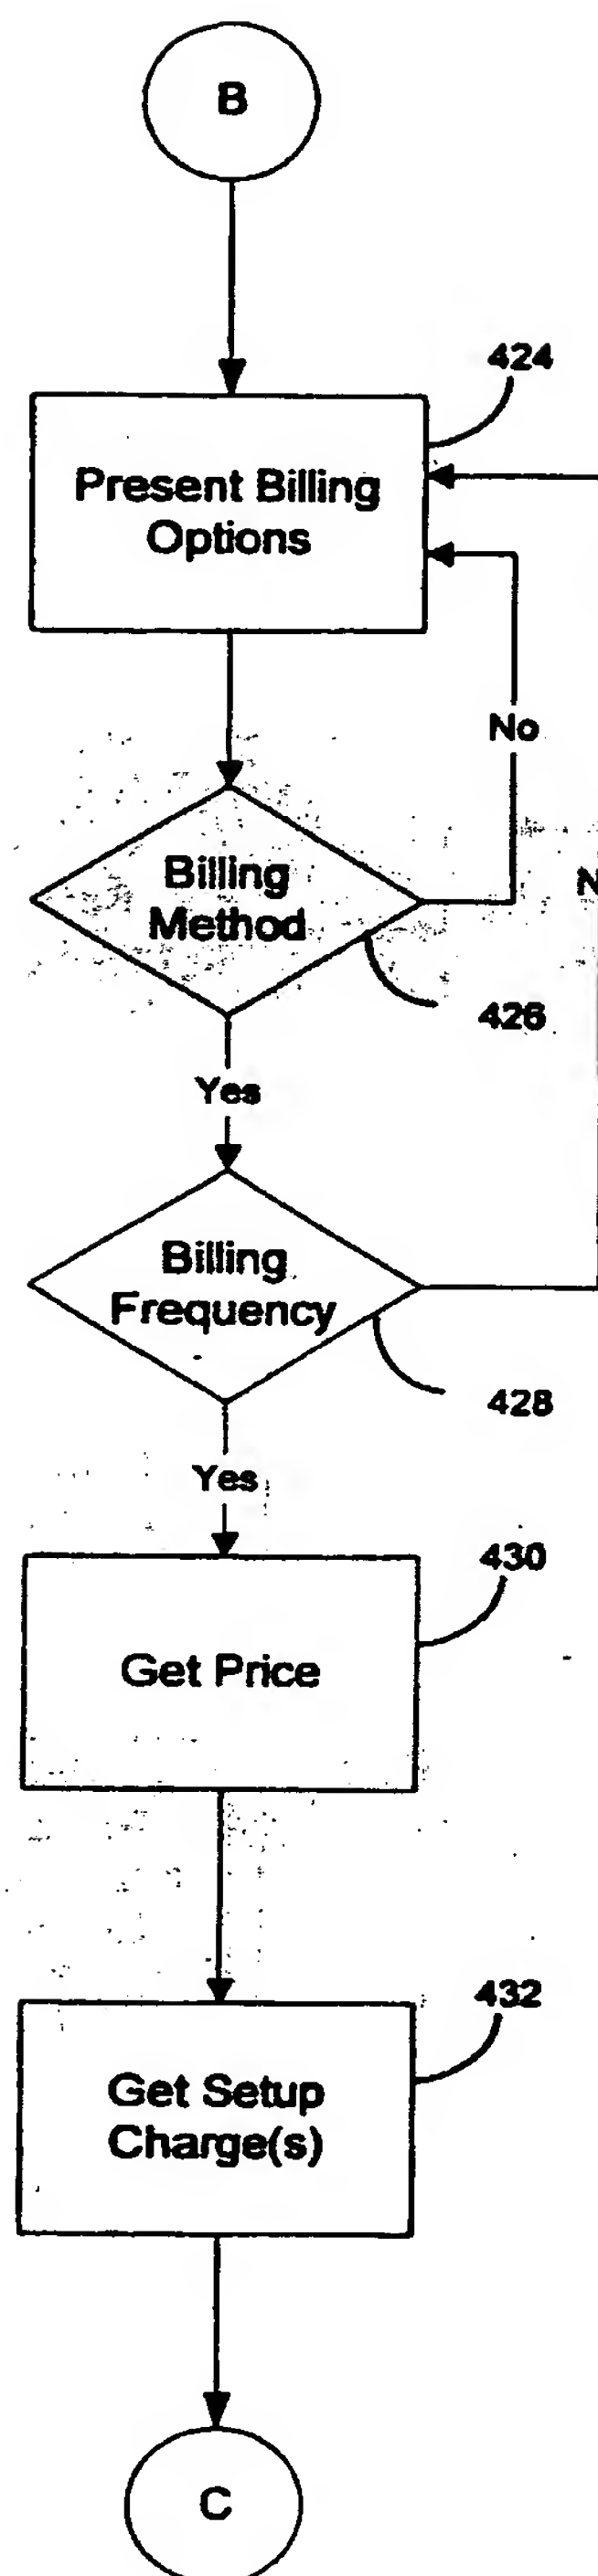 B
424
Present Billing
Options
No
Billing
Method
426
Yes
Billing
Frequency
428
Yes
430
Get Price
432
Get Setup
Charge(s)
C